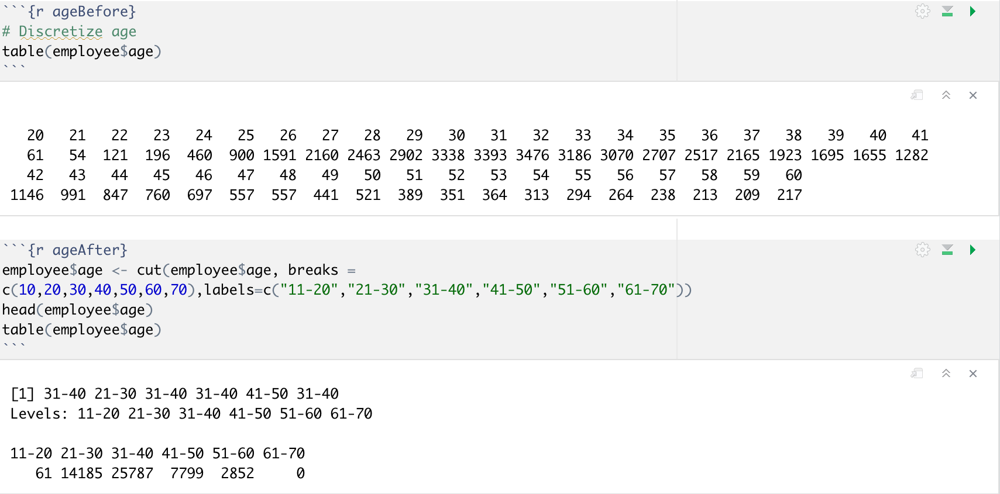 ```{r ageBefore}
# Discretize age
table(employee$age)
```
20 21 22 23 24 25 26 27 28 29 30 31 32 33 34 35 36 37 38 39 40 41
61 54 121 196 460 900 1591 2160 2463 2902 3338 3393 3476 3186 3070 2707 2517 2165 1923 1695 1655 1282
42 43 44 45 46 47 48 49 50 51 52 53 54 55 56 57 58 59 60
1146 991 847 760 697 557 557 441 521 389 351 364 313 294 264 238 213 209 217
```{r ageAfter}
employee$age <- cut(employee$age, breaks =
c(10,20,30,40,50,60,70),labels=c("11-20","21-30","31-40","41-50","51-60","61-70"))
head(employee$age)
table(employee$age)
```
[1] 31-40 21-30 31-40 31-40 41-50 31-40
Levels: 11-20 21-30 31-40 41-50 51-60 61-70
11-20 21-30 31-40 41-50 51-60 61-70
61 14185 25787 7799 2852 0